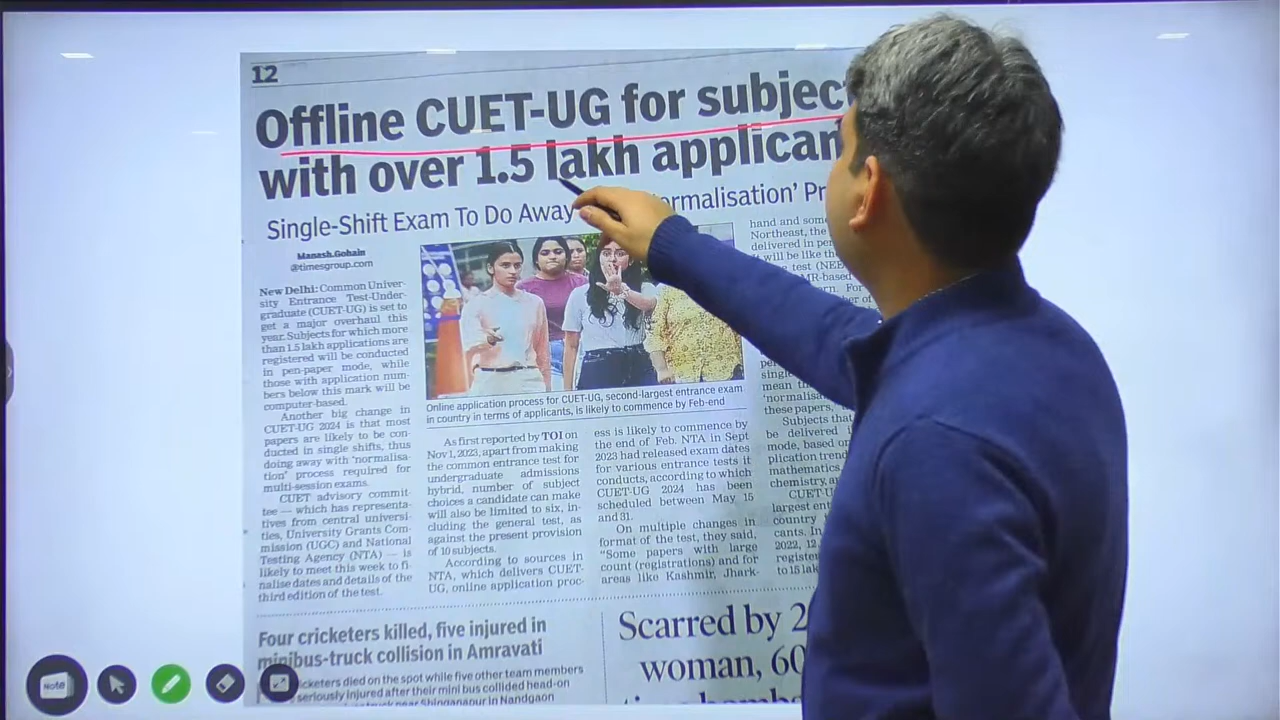 12
Offline CUET-UG for subjec
with over 1.5 lakh applican
Single-Shift Exam To Do Away ormalisation' Pr
Manash.Gohain
@timesgroup.com
New Delhi: Common Univer-
sity Entrance Test-Under-
graduate (CUET-UG) is set to
get a major overhaul this
year. Subjects for which more
than 1.5 lakh applications are
registered will be conducted
in pen-paper mode, while
those with application num-
bers below this mark will be
computer-based.
Another big change in
CUET-UG 2024 is that most
papers are likely to be con-
ducted in single shifts, thus
doing away with 'normalisa-
tion' process required for
multi-session exams.
CUET advisory commit-
tee — which has representa-
tives from central universi-
ties, University Grants Com-
mission (UGC) and National
Testing Agency (NTA) — is
likely to meet this week to fi-
nalise dates and details of the
third edition of the test.
Online application process for CUET-UG, second-largest entrance exam
in country in terms of applicants, is likely to commence by Feb-end
As first reported by TOI on
Nov 1, 2023, apart from making
the common entrance test for
undergraduate admissions
hybrid, number of subject
choices a candidate can make
will also be limited to six, in-
cluding the general test, as
against the present provision
of 10 subjects.
According to sources in
NTA, which delivers CUET-
UG, online application proc-
ess is likely to commence by
the end of Feb. NTA in Sept
2023 had released exam dates
for various entrance tests it
conducts, according to which
CUET-UG 2024 has been
scheduled between May 15
and 31.
On multiple changes in
format of the test, they said,
"Some papers with large
count (registrations) and for
areas like Kashmir, Jhark-
hand and som
Northeast, the
delivered in pe
it will be like th
test (NEE
MR-based
rn. For
er of
pe
singl
mean th
'normalisa
these papers,
Subjects that
be delivered i
mode, based on
plication trend
mathematics
chemistry, a
CUET-U
largest ent
country i
cants. In
2022, 12.
register
to 15 lak
Four cricketers killed, five injured in
minibus-truck collision in Amravati
icketers died on the spot while five other team members
seriously injured after their mini bus collided head-on
truck near Shinganapur in Nandgaon
Scarred by 2
woman, 60
Note